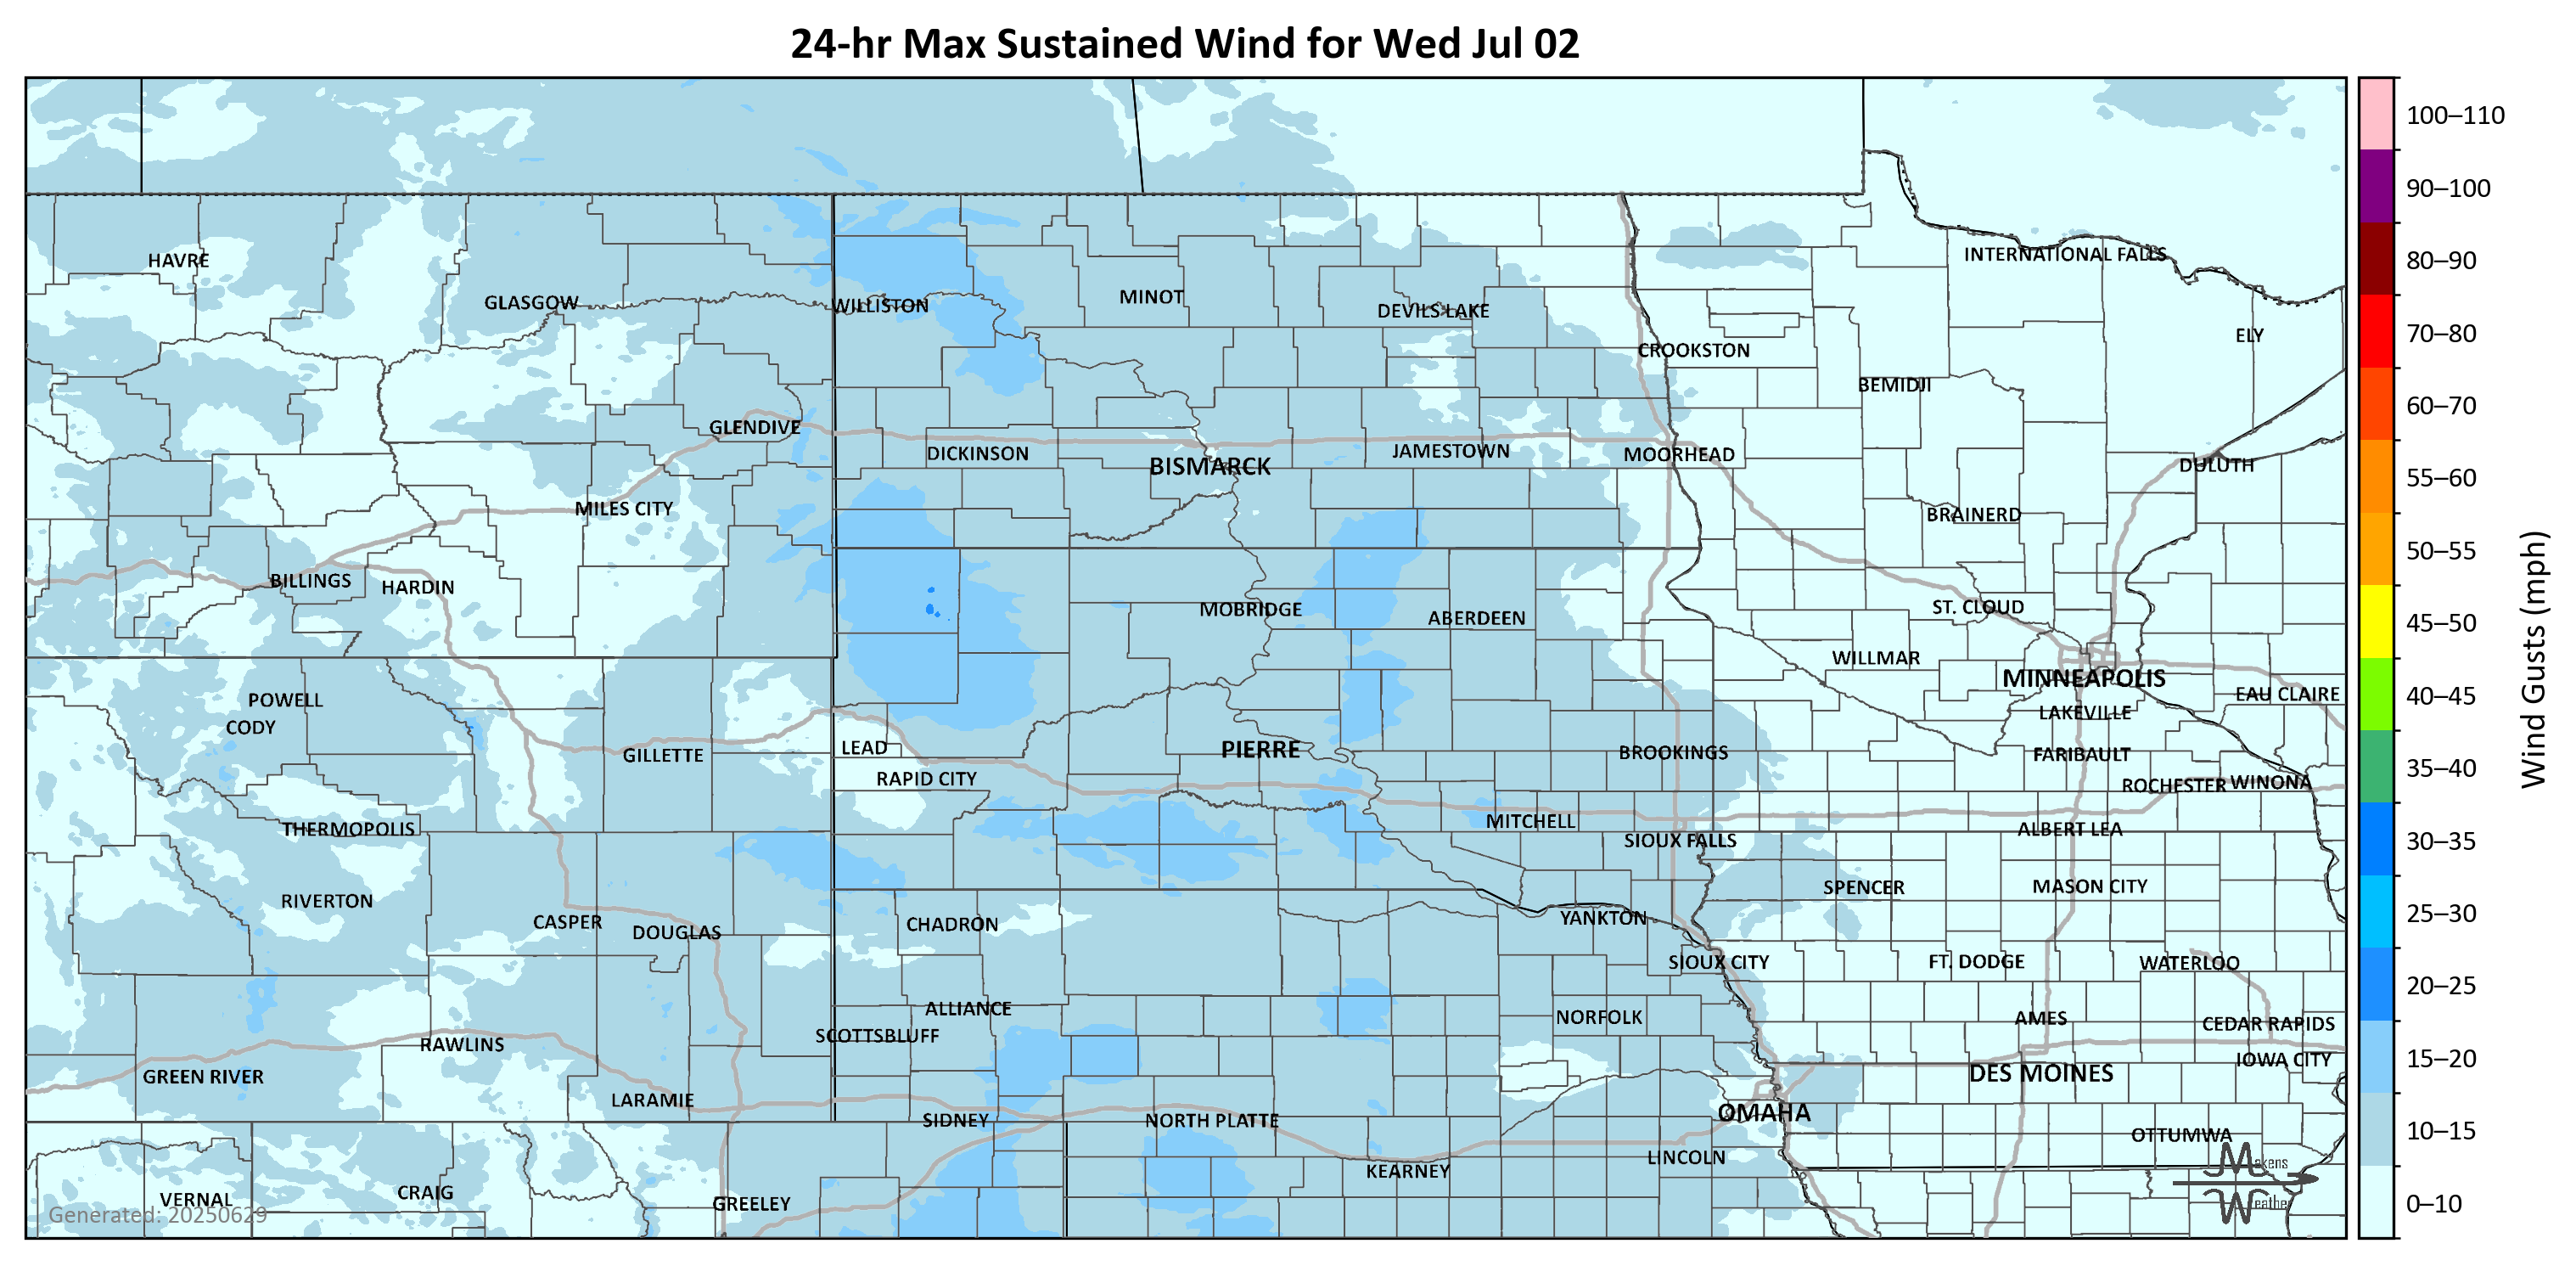 24-hr Max Sustained Wind for Wed Jul 02
100–110
90–100
80–90
70–80
60–70
55–60
50–55
45–50
40–45
35–40
30–35
25–30
20–25
15–20
10–15
0–10
Wind Gusts (mph)
HAVRE
GLASGOW
WILLISTON
MINOT
DEVILS LAKE
INTERNATIONAL FALLS
ELY
CROOKSTON
BEMIDJI
GLENDIVE
DICKINSON
BISMARCK
JAMESTOWN
MOORHEAD
DULUTH
MILES CITY
BRAINERD
BILLINGS
HARDIN
MOBRIDGE
ABERDEEN
ST. CLOUD
WILLMAR
MINNEAPOLIS
EAU CLAIRE
POWELL
CODY
LAKEVILLE
GILLETTE
LEAD
PIERRE
BROOKINGS
FARIBAULT
RAPID CITY
ROCHESTER
WINONA
THERMOPOLIS
MITCHELL
SIOUX FALLS
ALBERT LEA
RIVERTON
SPENCER
MASON CITY
CASPER
DOUGLAS
CHADRON
YANKTON
SIOUX CITY
FT. DODGE
WATERLOO
ALLIANCE
NORFOLK
AMES
CEDAR RAPIDS
SCOTTSBLUFF
RAWLINS
IOWA CITY
GREEN RIVER
DES MOINES
LARAMIE
SIDNEY
NORTH PLATTE
OMAHA
OTTUMWA
KEARNEY
LINCOLN
VERNAL
CRAIG
GREELEY
Generated: 20250629
Makens
Weather